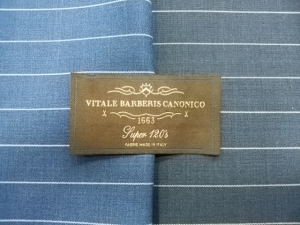 VITALE BARBERIS CANONICO
1663
Super 120's
FABRIC MADE IN ITALY